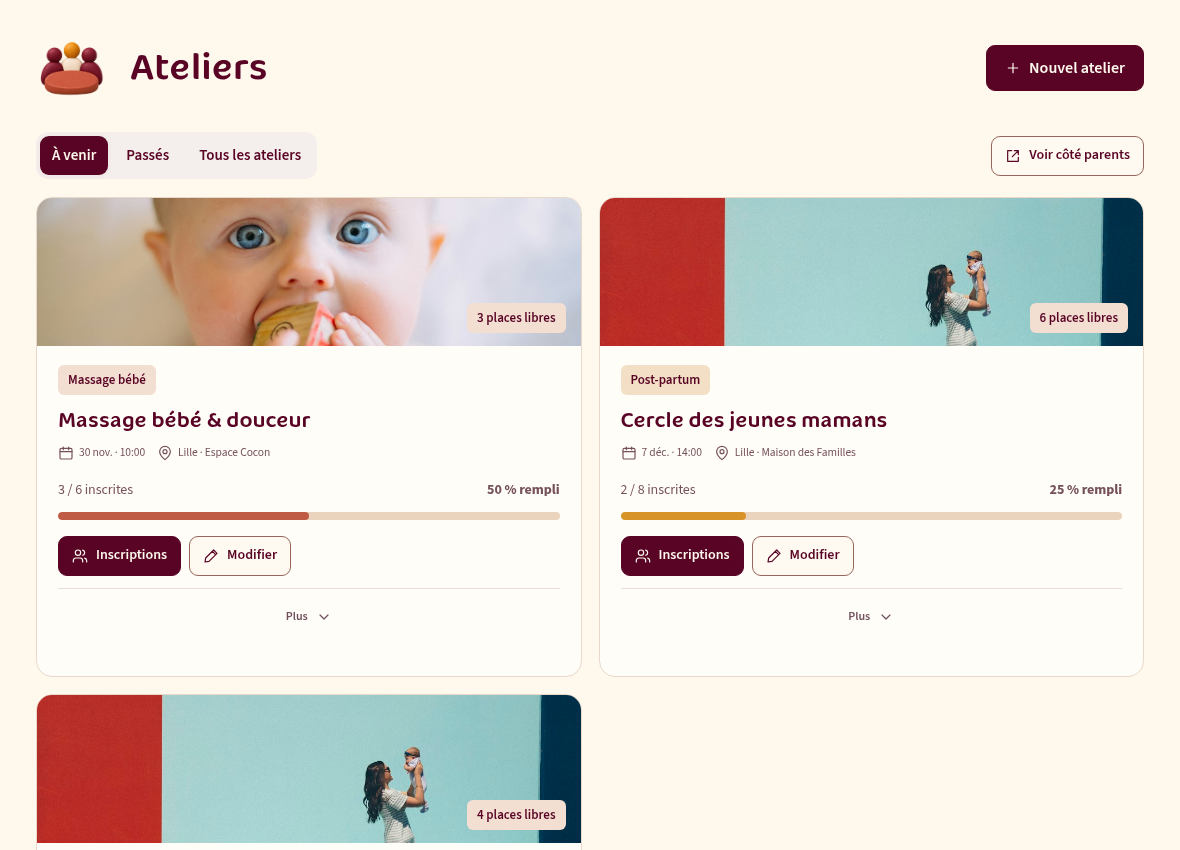 Ateliers
Nouvel atelier
À venir
Passés
Tous les ateliers
Voir côté parents
3 places libres
Massage bébé
Massage bébé & douceur
30 nov. · 10:00
Lille · Espace Cocon
3 / 6 inscrites
50 % rempli
Inscriptions
Modifier
Plus
6 places libres
Post-partum
Cercle des jeunes mamans
7 déc. · 14:00
Lille · Maison des Familles
2 / 8 inscrites
25 % rempli
Inscriptions
Modifier
Plus
4 places libres